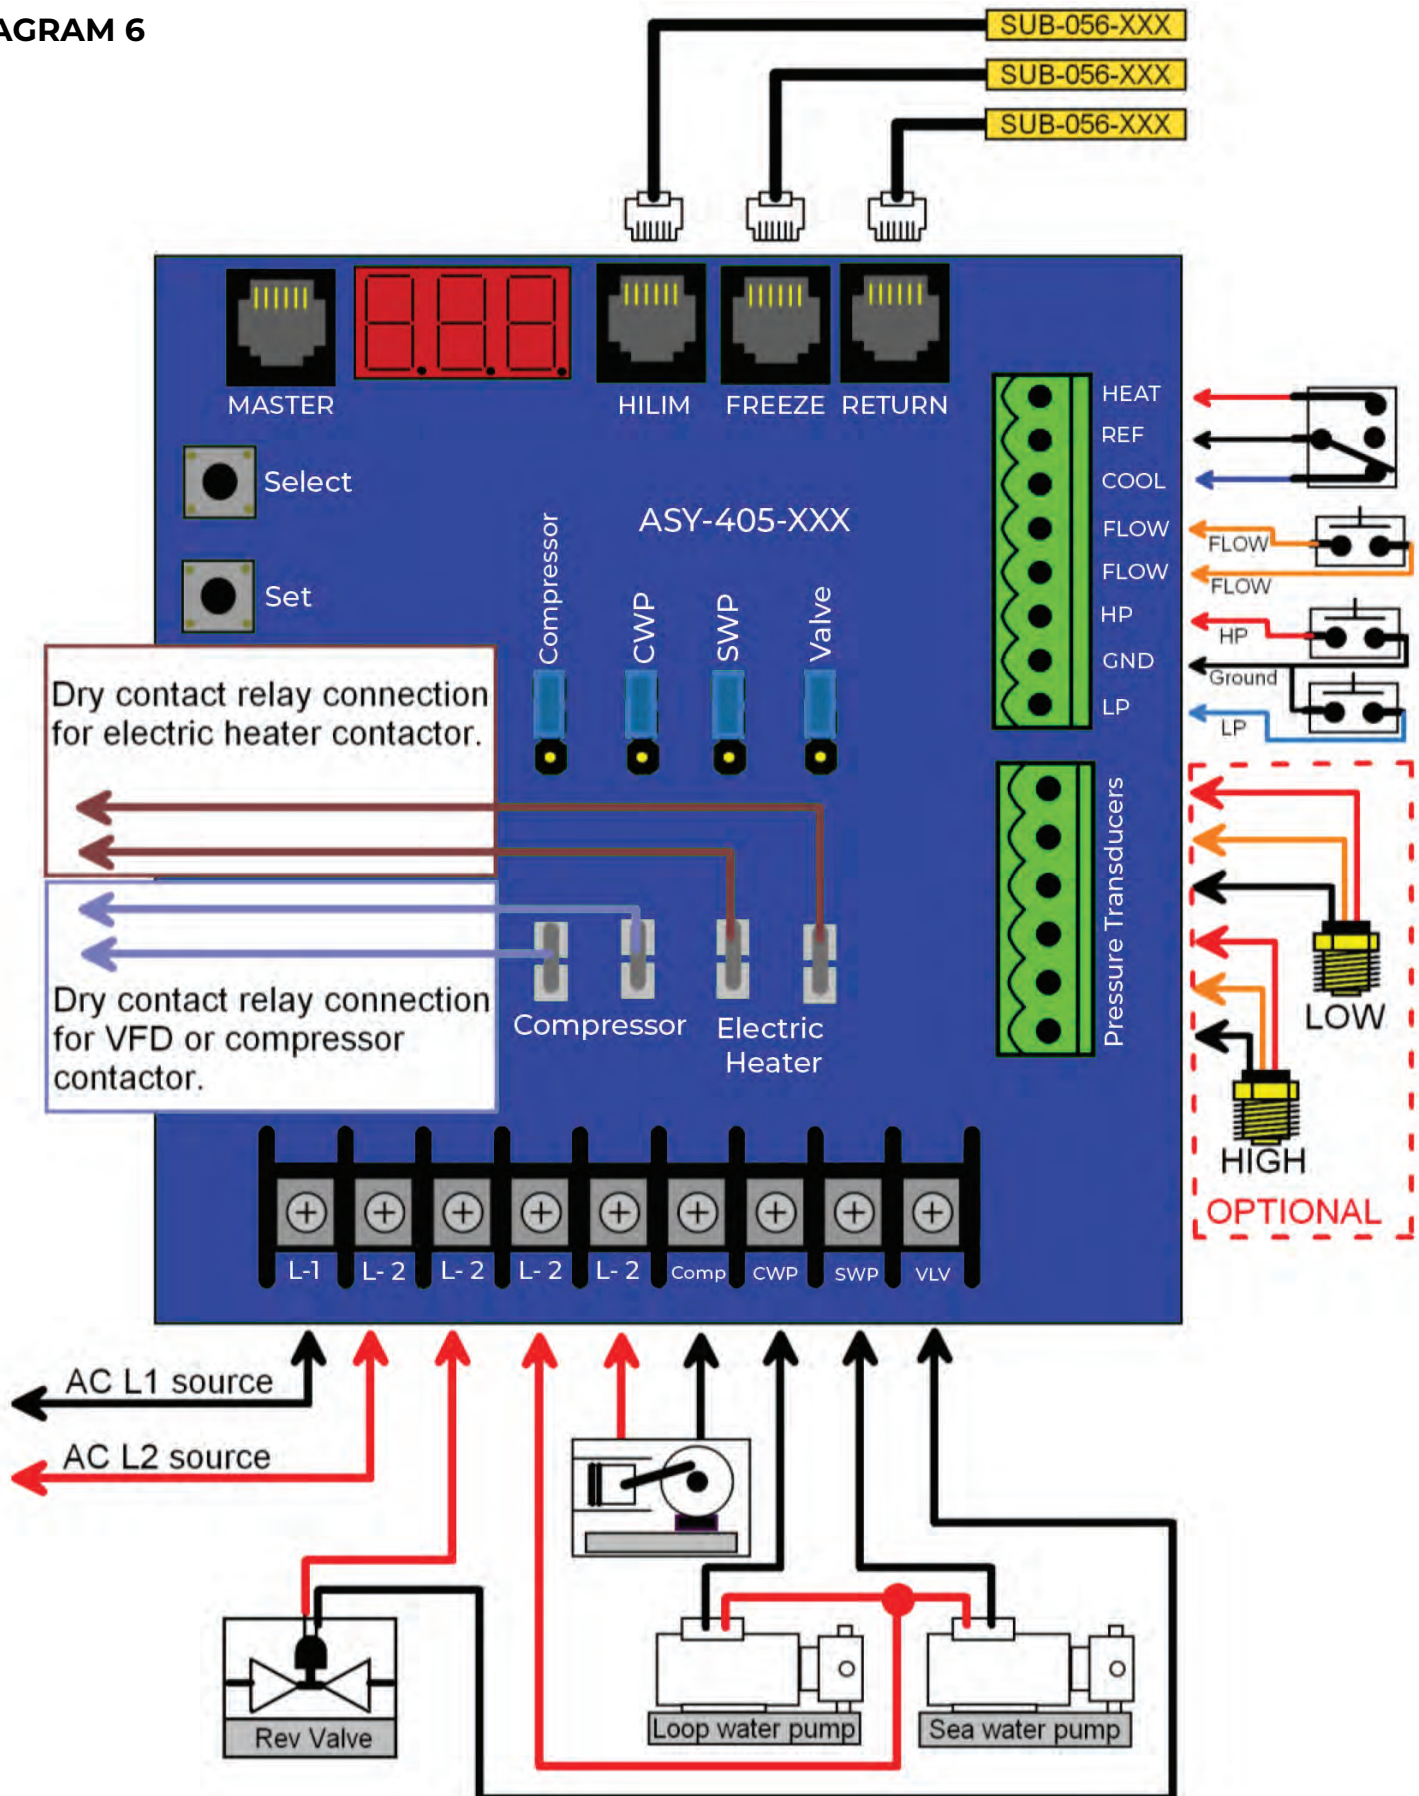 AGRAM 6
SUB-056-XXX
SUB-056-XXX
SUB-056-XXX
MASTER
HILIM
FREEZE
RETURN
Select
Set
ASY-405-XXX
Compressor
CWP
SWP
Valve
HEAT
REF
COOL
FLOW
FLOW
HP
GND
LP
FLOW
FLOW
HP
Ground
LP
Dry contact relay connection
for electric heater contactor.
Dry contact relay connection
for VFD or compressor
contactor.
Compressor
Electric
Heater
Pressure Transducers
LOW
HIGH
OPTIONAL
L-1
L- 2
L- 2
L- 2
L- 2
Comp
CWP
SWP
VLV
AC L1 source
AC L2 source
Rev Valve
Loop water pump
Sea water pump